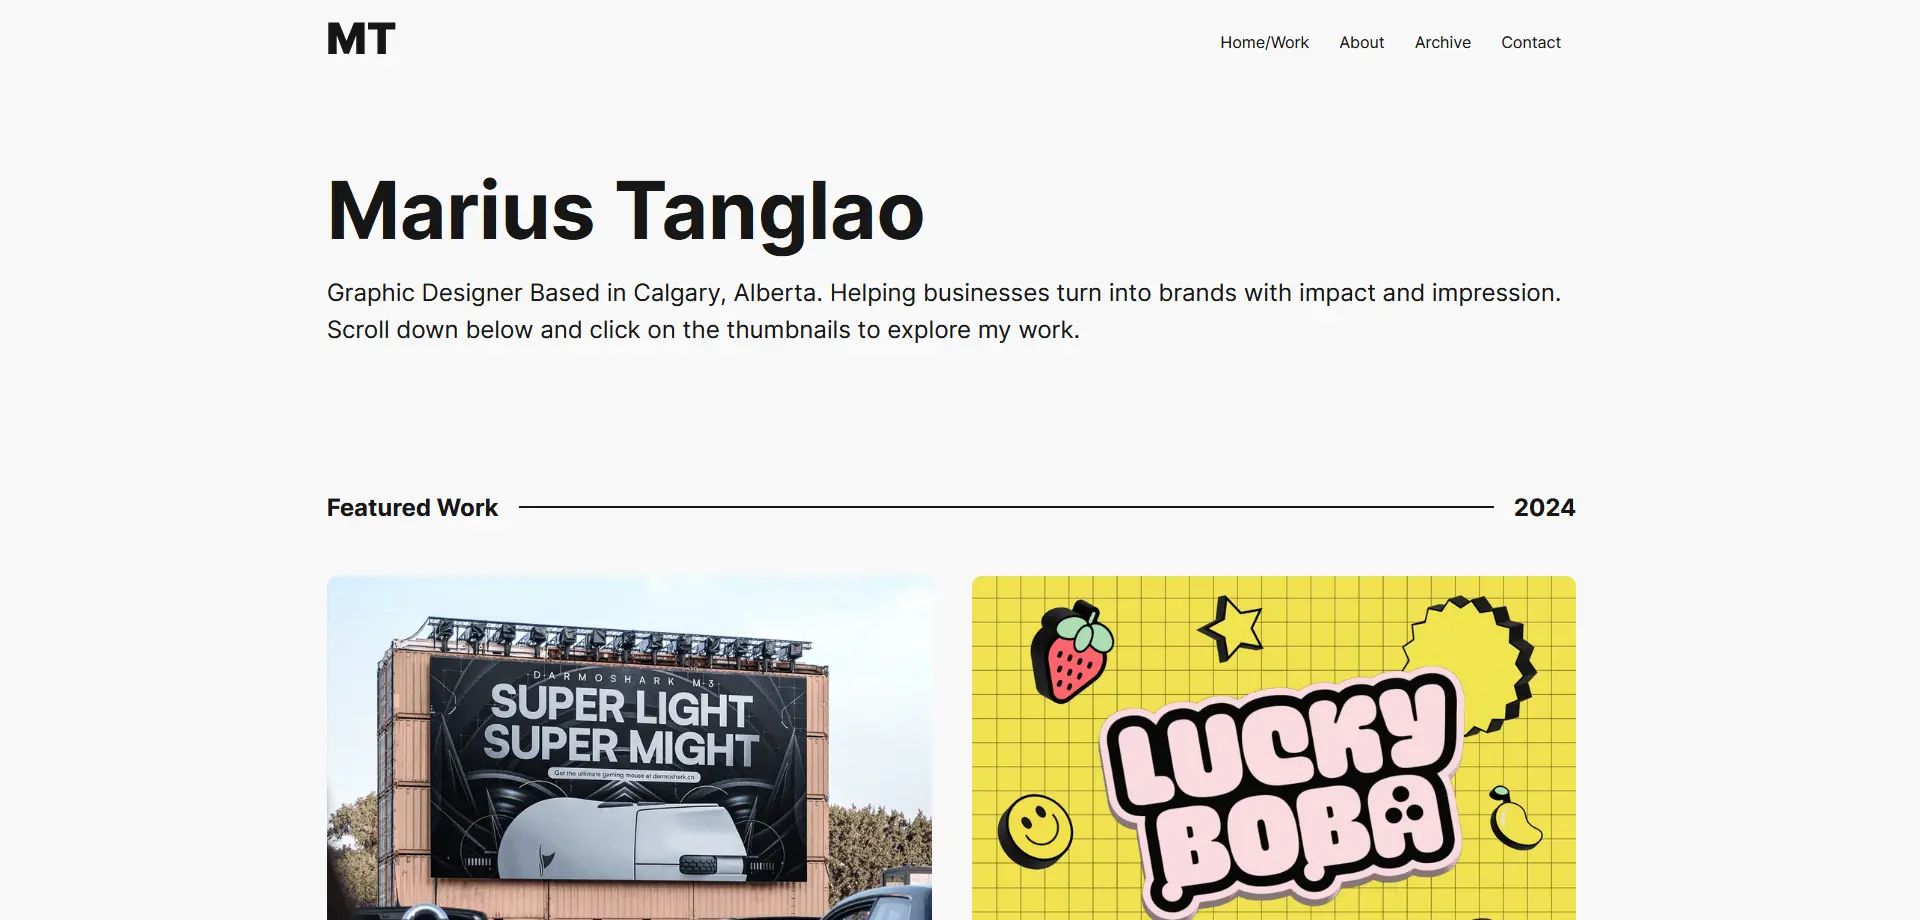 MT
Home/Work About Archive Contact
Marius Tanglao
Graphic Designer Based in Calgary, Alberta. Helping businesses turn into brands with impact and impression.
Scroll down below and click on the thumbnails to explore my work.
Featured Work 2024
DARMOSHARK M3
SUPER LIGHT
SUPER MIGHT
Get the ultimate gaming mouse at darmoshark.cn
LUCKY
BOBA